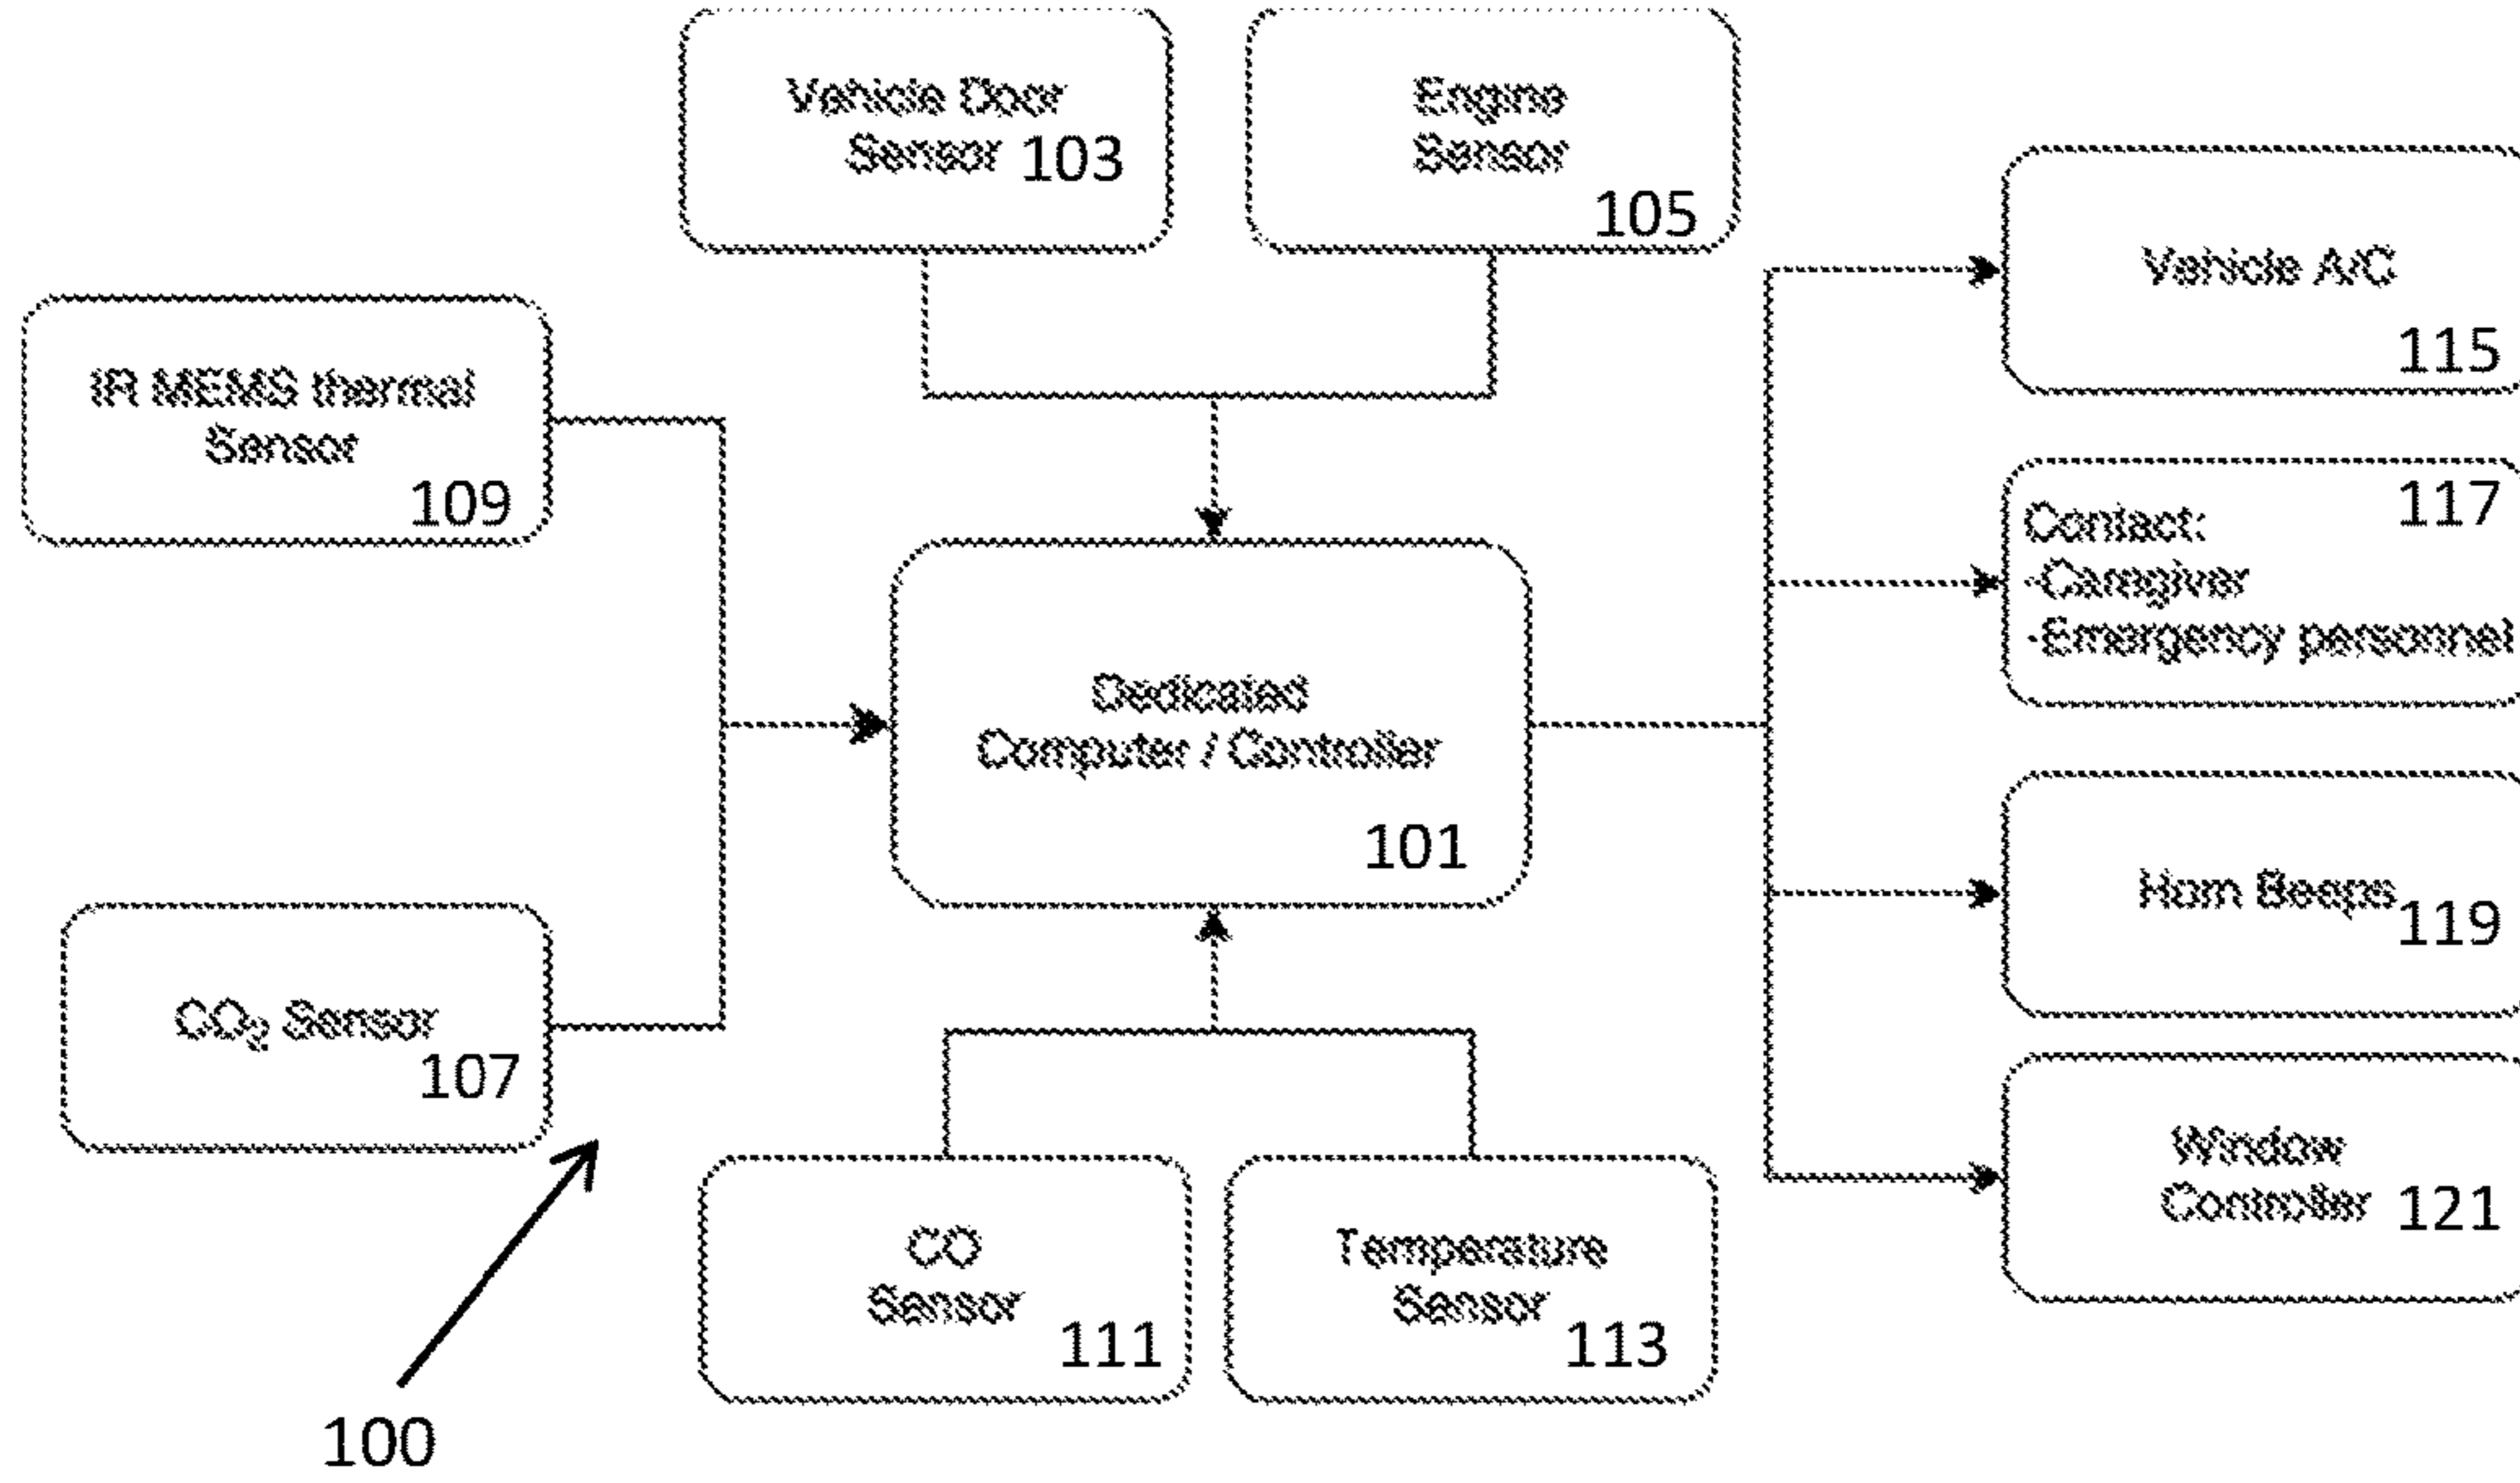 Vehicle Door
Sensor 103
Engine
Sensor
105
Vehicle A/C
115
IR MEMS thermal
Sensor
109
117
Contact:
-Caregiver
-Emergency personnel
Dedicated
Computer / Controller
101
Horn Beeps
119
CO₂ Sensor
107
Window
Controller 121
CO
Sensor
111
Temperature
Sensor
113
100